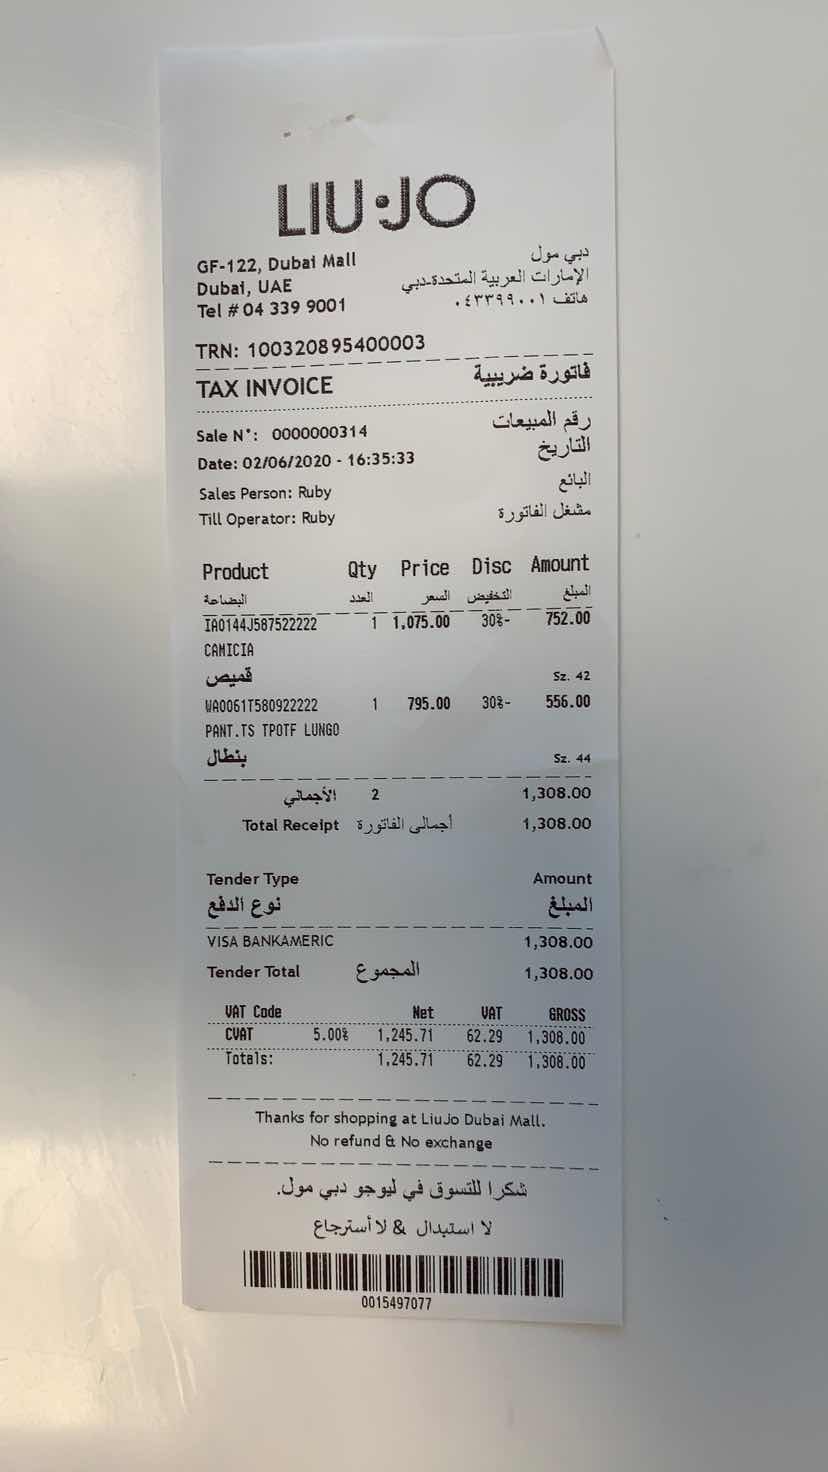 LIU·JO
GF-122, Dubai Mall دبي مول
Dubai, UAE الإمارات العربية المتحدة-دبي
Tel # 04 339 9001 هاتف ٠٤٣٣٩٩٠٠١
TRN: 100320895400003
TAX INVOICE فاتورة ضريبية
Sale N°: 0000000314 رقم المبيعات
Date: 02/06/2020 - 16:35:33 التاريخ
Sales Person: Ruby البائع
Till Operator: Ruby مشغل الفاتورة
Product Qty Price Disc Amount
البضاعة العدد السعر التخفيض المبلغ
IA0144J587522222 1 1,075.00 30%- 752.00
CAMICIA
قميص Sz. 42
WA0061T580922222 1 795.00 30%- 556.00
PANT.TS TPOTF LUNGO
بنطال Sz. 44
الأجمالي 2 1,308.00
Total Receipt أجمالى الفاتورة 1,308.00
Tender Type Amount
نوع الدفع المبلغ
VISA BANKAMERIC 1,308.00
Tender Total المجموع 1,308.00
VAT Code Net VAT GROSS
CVAT 5.00% 1,245.71 62.29 1,308.00
Totals: 1,245.71 62.29 1,308.00
Thanks for shopping at LiuJo Dubai Mall.
No refund & No exchange
شكرا للتسوق في ليوجو دبي مول.
لا استبدال & لا أسترجاع
0015497077